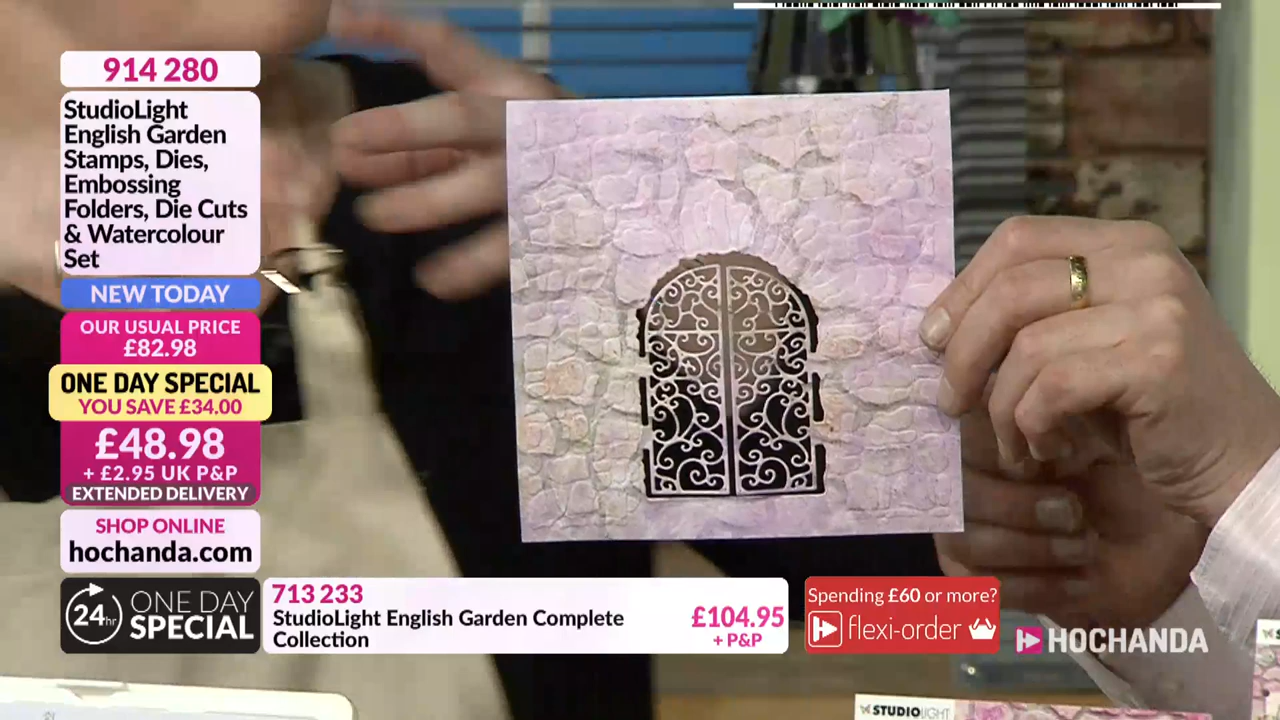 914 280
StudioLight
English Garden
Stamps, Dies,
Embossing
Folders, Die Cuts
& Watercolour
Set
NEW TODAY
OUR USUAL PRICE
£82.98
ONE DAY SPECIAL
YOU SAVE £34.00
£48.98
+ £2.95 UK P&P
EXTENDED DELIVERY
SHOP ONLINE
hochanda.com
24hr
ONE DAY
SPECIAL
713 233
StudioLight English Garden Complete
Collection
£104.95
+ P&P
Spending £60 or more?
flexi-order
HOCHANDA
STUDIOLIGHT